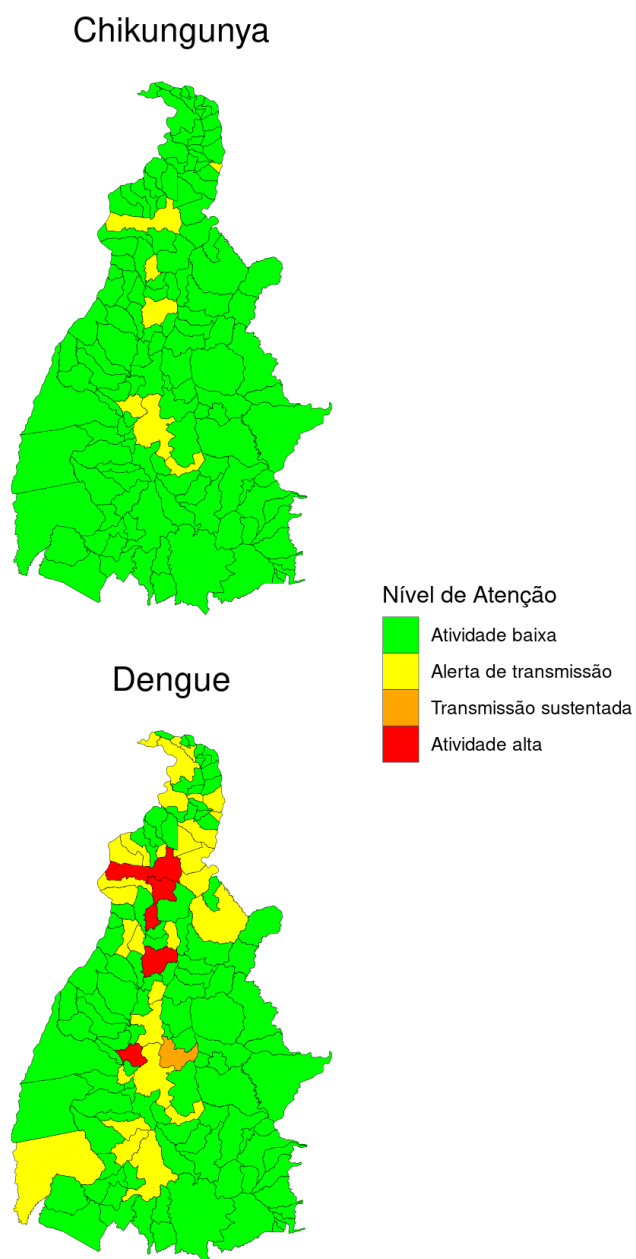 Chikungunya
Nível de Atenção
Atividade baixa
Alerta de transmissão
Transmissão sustentada
Atividade alta
Dengue